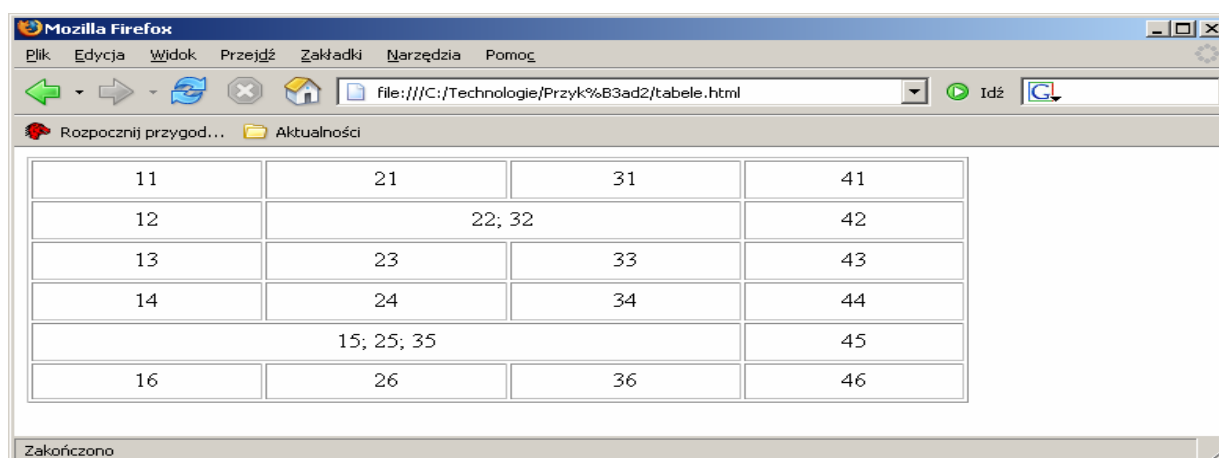 Mozilla Firefox
Plik Edycja Widok Przejdź Zakładki Narzędzia Pomoc
file:///C:/Technologie/Przyk%B3ad2/tabele.html Idź G
Rozpocznij przygod... Aktualności
11 21 31 41
12 22; 32 42
13 23 33 43
14 24 34 44
15; 25; 35 45
16 26 36 46
Zakończono